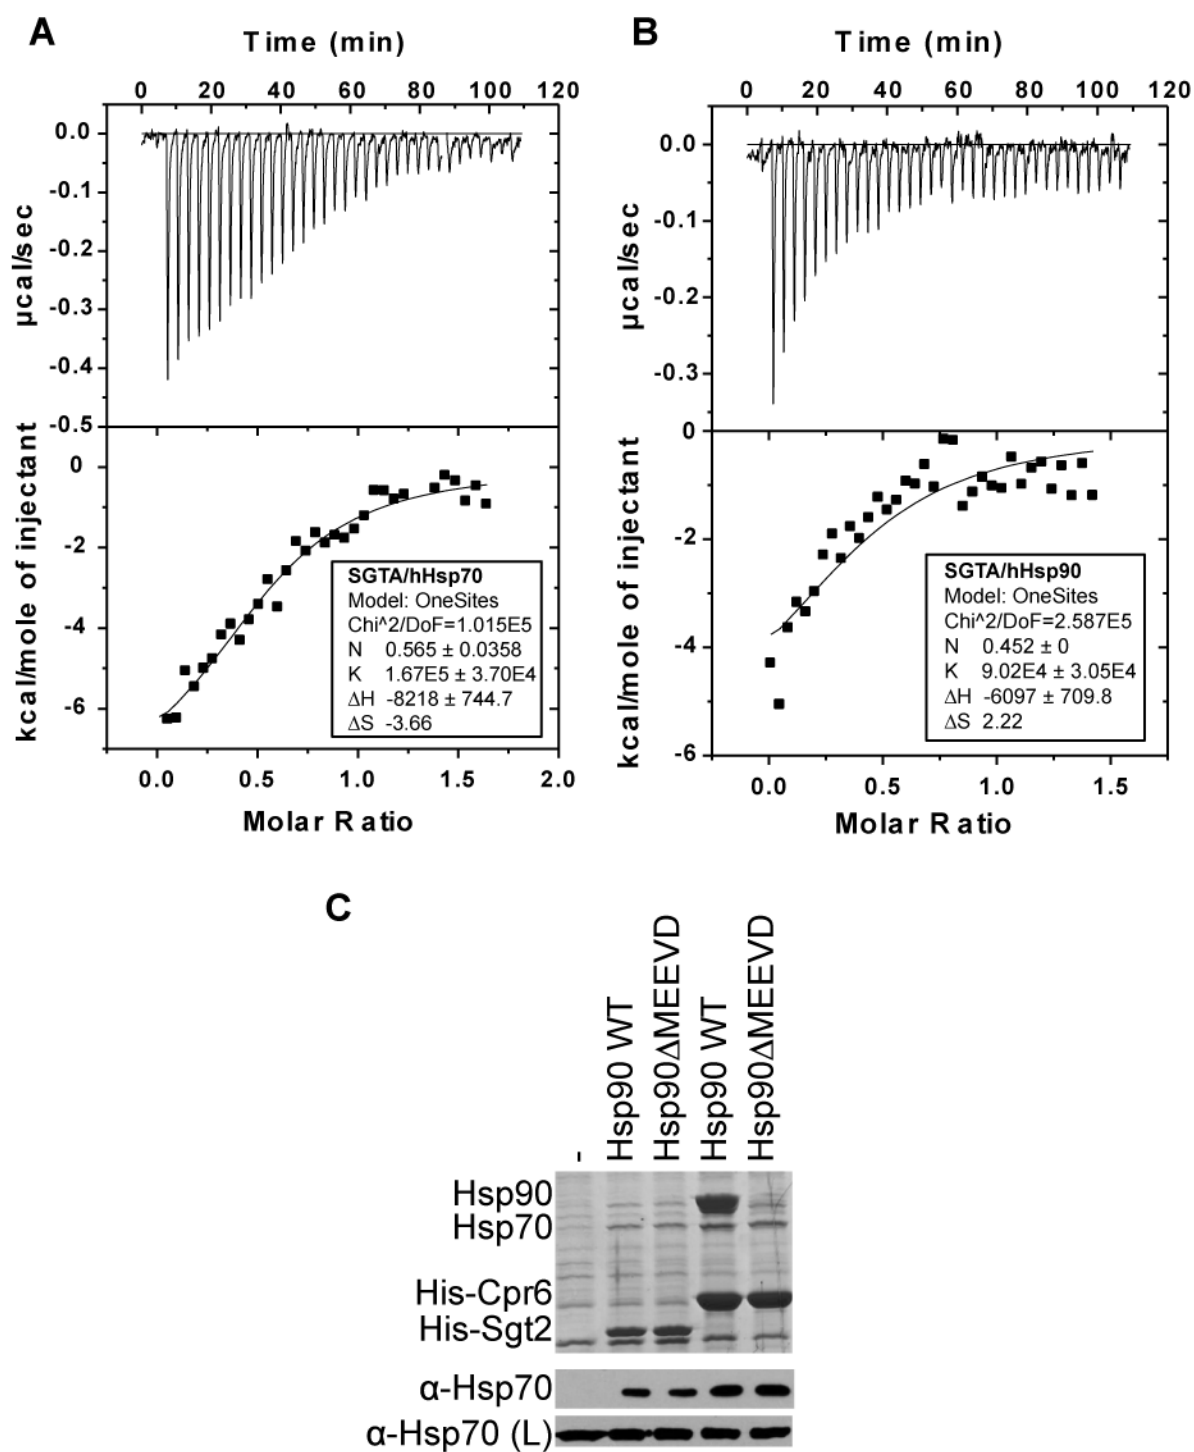 A
Time (min)
0 20 40 60 80 100 120
0.0
-0.1
-0.2
-0.3
-0.4
-0.5
µcal/sec
0
-2
-4
-6
kcal/mole of injectant
SGTA/hHsp70
Model: OneSites
Chi^2/DoF=1.015E5
N 0.565 ± 0.0358
K 1.67E5 ± 3.70E4
ΔH -8218 ± 744.7
ΔS -3.66
0.0 0.5 1.0 1.5 2.0
Molar Ratio
B
Time (min)
0 20 40 60 80 100 120
0.0
-0.1
-0.2
-0.3
µcal/sec
0
-2
-4
-6
kcal/mole of injectant
SGTA/hHsp90
Model: OneSites
Chi^2/DoF=2.587E5
N 0.452 ± 0
K 9.02E4 ± 3.05E4
ΔH -6097 ± 709.8
ΔS 2.22
0.0 0.5 1.0 1.5
Molar Ratio
C
-
Hsp90 WT
Hsp90ΔMEEVD
Hsp90 WT
Hsp90ΔMEEVD
Hsp90
Hsp70
His-Cpr6
His-Sgt2
α-Hsp70
α-Hsp70 (L)